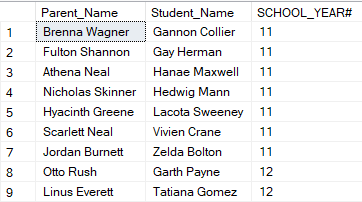 Parent_Name Student_Name SCHOOL_YEAR#
1 Brenna Wagner Gannon Collier 11
2 Fulton Shannon Gay Herman 11
3 Athena Neal Hanae Maxwell 11
4 Nicholas Skinner Hedwig Mann 11
5 Hyacinth Greene Lacota Sweeney 11
6 Scarlett Neal Vivien Crane 11
7 Jordan Burnett Zelda Bolton 11
8 Otto Rush Garth Payne 12
9 Linus Everett Tatiana Gomez 12